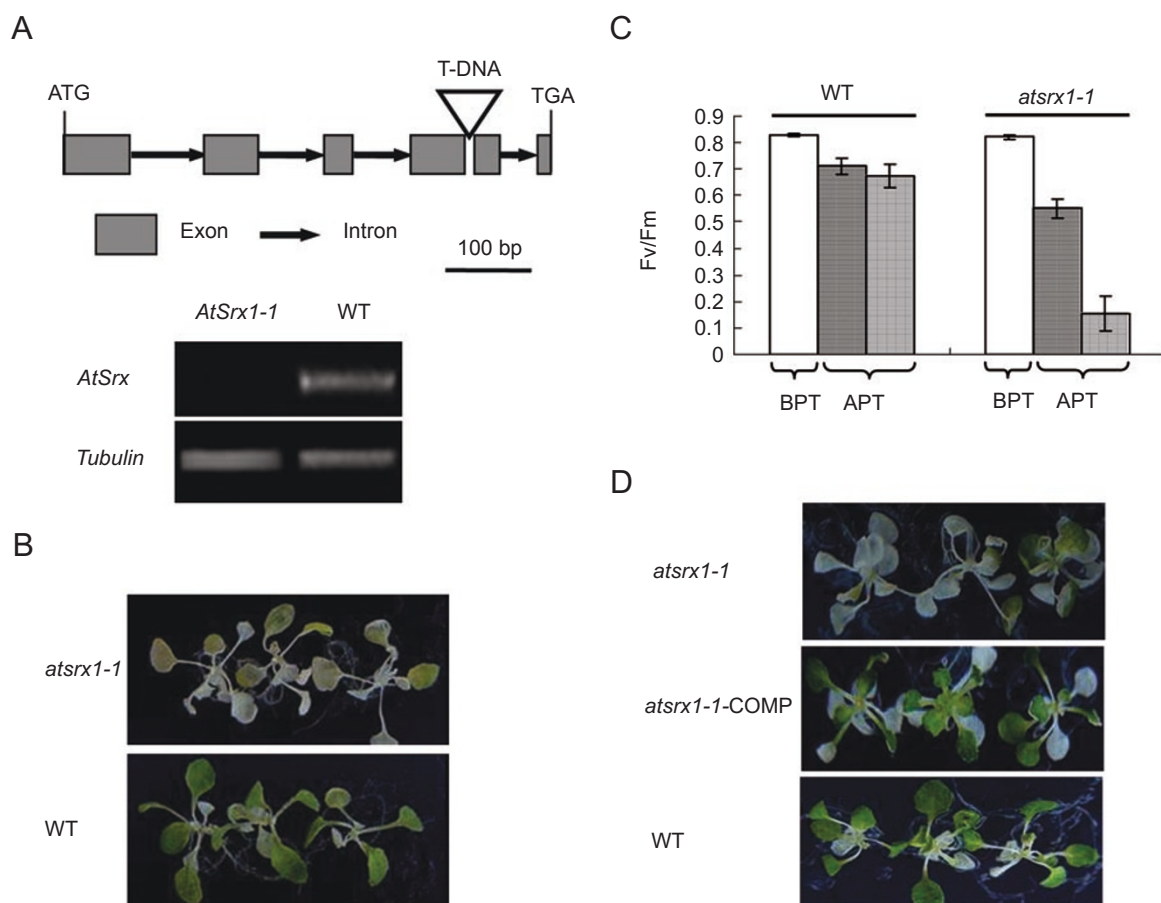 A
ATG
T-DNA
TGA
Exon
Intron
100 bp
AtSrx1-1
WT
AtSrx
Tubulin
B
atsrx1-1
WT
C
WT
atsrx1-1
Fv/Fm
0.9
0.8
0.7
0.6
0.5
0.4
0.3
0.2
0.1
0
BPT
APT
BPT
APT
D
atsrx1-1
atsrx1-1-COMP
WT